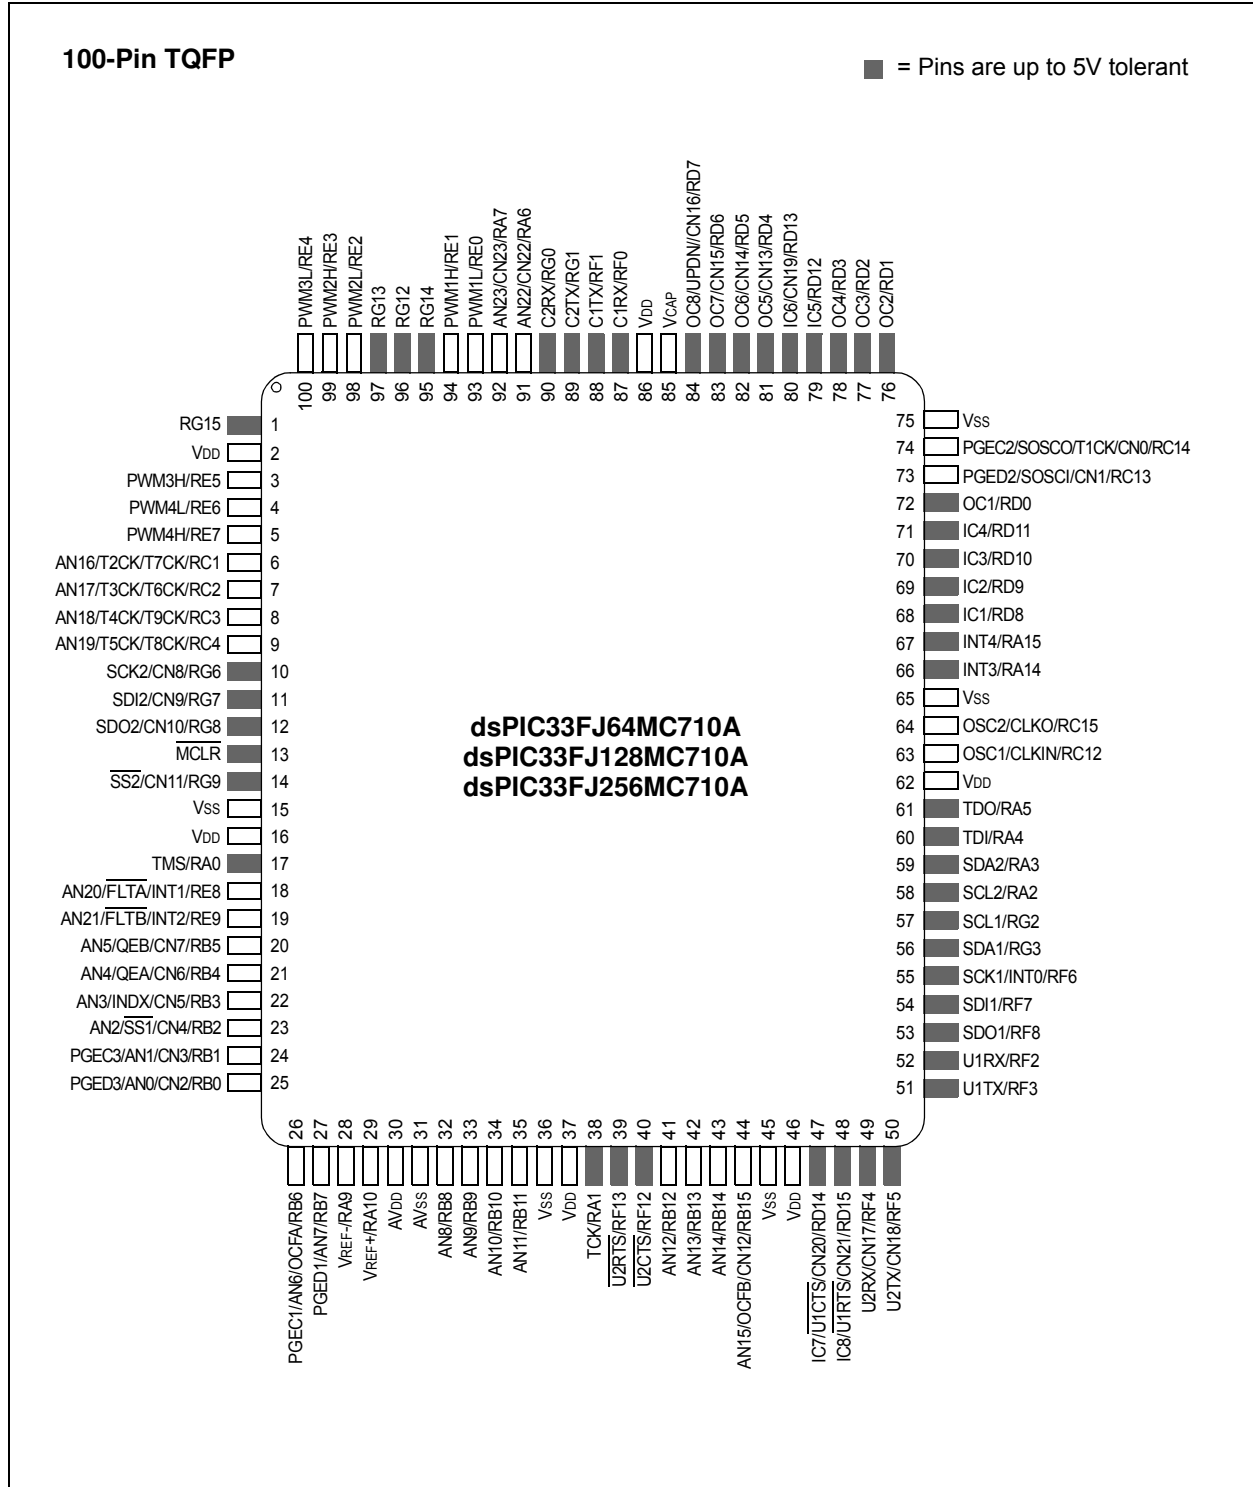 100-Pin TQFP
= Pins are up to 5V tolerant
PWM3L/RE4
PWM2H/RE3
PWM2L/RE2
RG13
RG12
RG14
PWM1H/RE1
PWM1L/RE0
AN23/CN23/RA7
AN22/CN22/RA6
C2RX/RG0
C2TX/RG1
C1TX/RF1
C1RX/RF0
VDD
VCAP
OC8/UPDN//CN16/RD7
OC7/CN15/RD6
OC6/CN14/RD5
OC5/CN13/RD4
IC6/CN19/RD13
IC5/RD12
OC4/RD3
OC3/RD2
OC2/RD1
100
99
98
97
96
95
94
93
92
91
90
89
88
87
86
85
84
83
82
81
80
79
78
77
76
RG15 1
VDD 2
PWM3H/RE5 3
PWM4L/RE6 4
PWM4H/RE7 5
AN16/T2CK/T7CK/RC1 6
AN17/T3CK/T6CK/RC2 7
AN18/T4CK/T9CK/RC3 8
AN19/T5CK/T8CK/RC4 9
SCK2/CN8/RG6 10
SDI2/CN9/RG7 11
SDO2/CN10/RG8 12
MCLR 13
SS2/CN11/RG9 14
VSS 15
VDD 16
TMS/RA0 17
AN20/FLTA/INT1/RE8 18
AN21/FLTB/INT2/RE9 19
AN5/QEB/CN7/RB5 20
AN4/QEA/CN6/RB4 21
AN3/INDX/CN5/RB3 22
AN2/SS1/CN4/RB2 23
PGEC3/AN1/CN3/RB1 24
PGED3/AN0/CN2/RB0 25
dsPIC33FJ64MC710A
dsPIC33FJ128MC710A
dsPIC33FJ256MC710A
75 VSS
74 PGEC2/SOSCO/T1CK/CN0/RC14
73 PGED2/SOSCI/CN1/RC13
72 OC1/RD0
71 IC4/RD11
70 IC3/RD10
69 IC2/RD9
68 IC1/RD8
67 INT4/RA15
66 INT3/RA14
65 VSS
64 OSC2/CLKO/RC15
63 OSC1/CLKIN/RC12
62 VDD
61 TDO/RA5
60 TDI/RA4
59 SDA2/RA3
58 SCL2/RA2
57 SCL1/RG2
56 SDA1/RG3
55 SCK1/INT0/RF6
54 SDI1/RF7
53 SDO1/RF8
52 U1RX/RF2
51 U1TX/RF3
26
27
28
29
30
31
32
33
34
35
36
37
38
39
40
41
42
43
44
45
46
47
48
49
50
PGEC1/AN6/OCFA/RB6
PGED1/AN7/RB7
VREF-/RA9
VREF+/RA10
AVDD
AVSS
AN8/RB8
AN9/RB9
AN10/RB10
AN11/RB11
VSS
VDD
TCK/RA1
U2RTS/RF13
U2CTS/RF12
AN12/RB12
AN13/RB13
AN14/RB14
AN15/OCFB/CN12/RB15
VSS
VDD
IC7/U1CTS/CN20/RD14
IC8/U1RTS/CN21/RD15
U2RX/CN17/RF4
U2TX/CN18/RF5